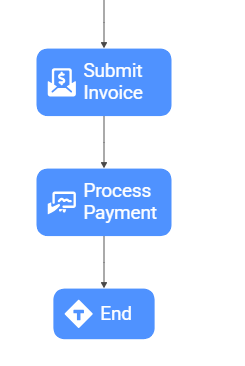 Submit
Invoice
Process
Payment
End